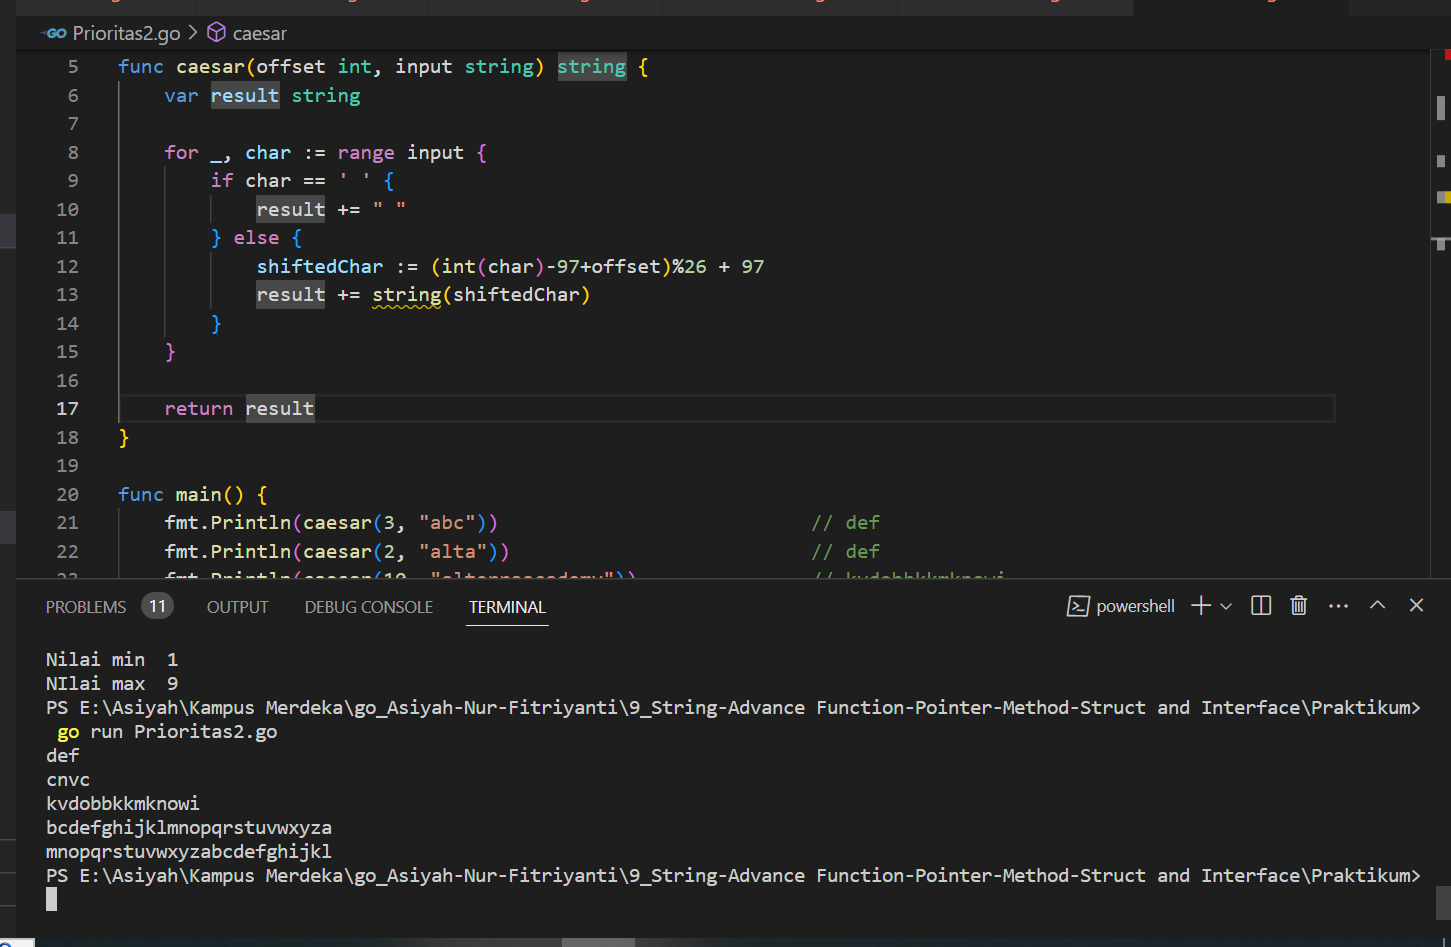 GO Prioritas2.go > caesar
5 func caesar(offset int, input string) string {
6 var result string
7
8 for _, char := range input {
9 if char == ' ' {
10 result += " "
11 } else {
12 shiftedChar := (int(char)-97+offset)%26 + 97
13 result += string(shiftedChar)
14 }
15 }
16
17 return result
18 }
19
20 func main() {
21 fmt.Println(caesar(3, "abc")) // def
22 fmt.Println(caesar(2, "alta")) // def
PROBLEMS 11 OUTPUT DEBUG CONSOLE TERMINAL powershell
Nilai min 1
NIlai max 9
PS E:\Asiyah\Kampus Merdeka\go_Asiyah-Nur-Fitriyanti\9_String-Advance Function-Pointer-Method-Struct and Interface\Praktikum>
go run Prioritas2.go
def
cnvc
kvdobbkkmknowi
bcdefghijklmnopqrstuvwxyza
mnopqrstuvwxyzabcdefghijkl
PS E:\Asiyah\Kampus Merdeka\go_Asiyah-Nur-Fitriyanti\9_String-Advance Function-Pointer-Method-Struct and Interface\Praktikum>